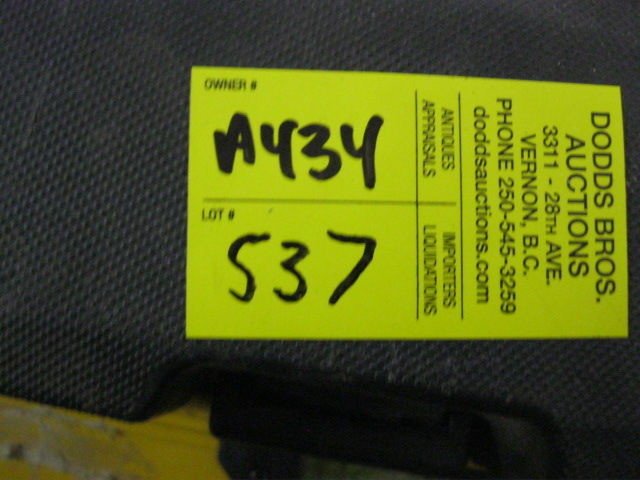 DODDS BROS.
AUCTIONS
3311 - 28TH AVE.
VERNON, B.C.
PHONE 250-545-3259
doddsauctions.com
ANTIQUES IMPORTERS
APPRAISALS LIQUIDATIONS
OWNER #
A434
LOT #
537